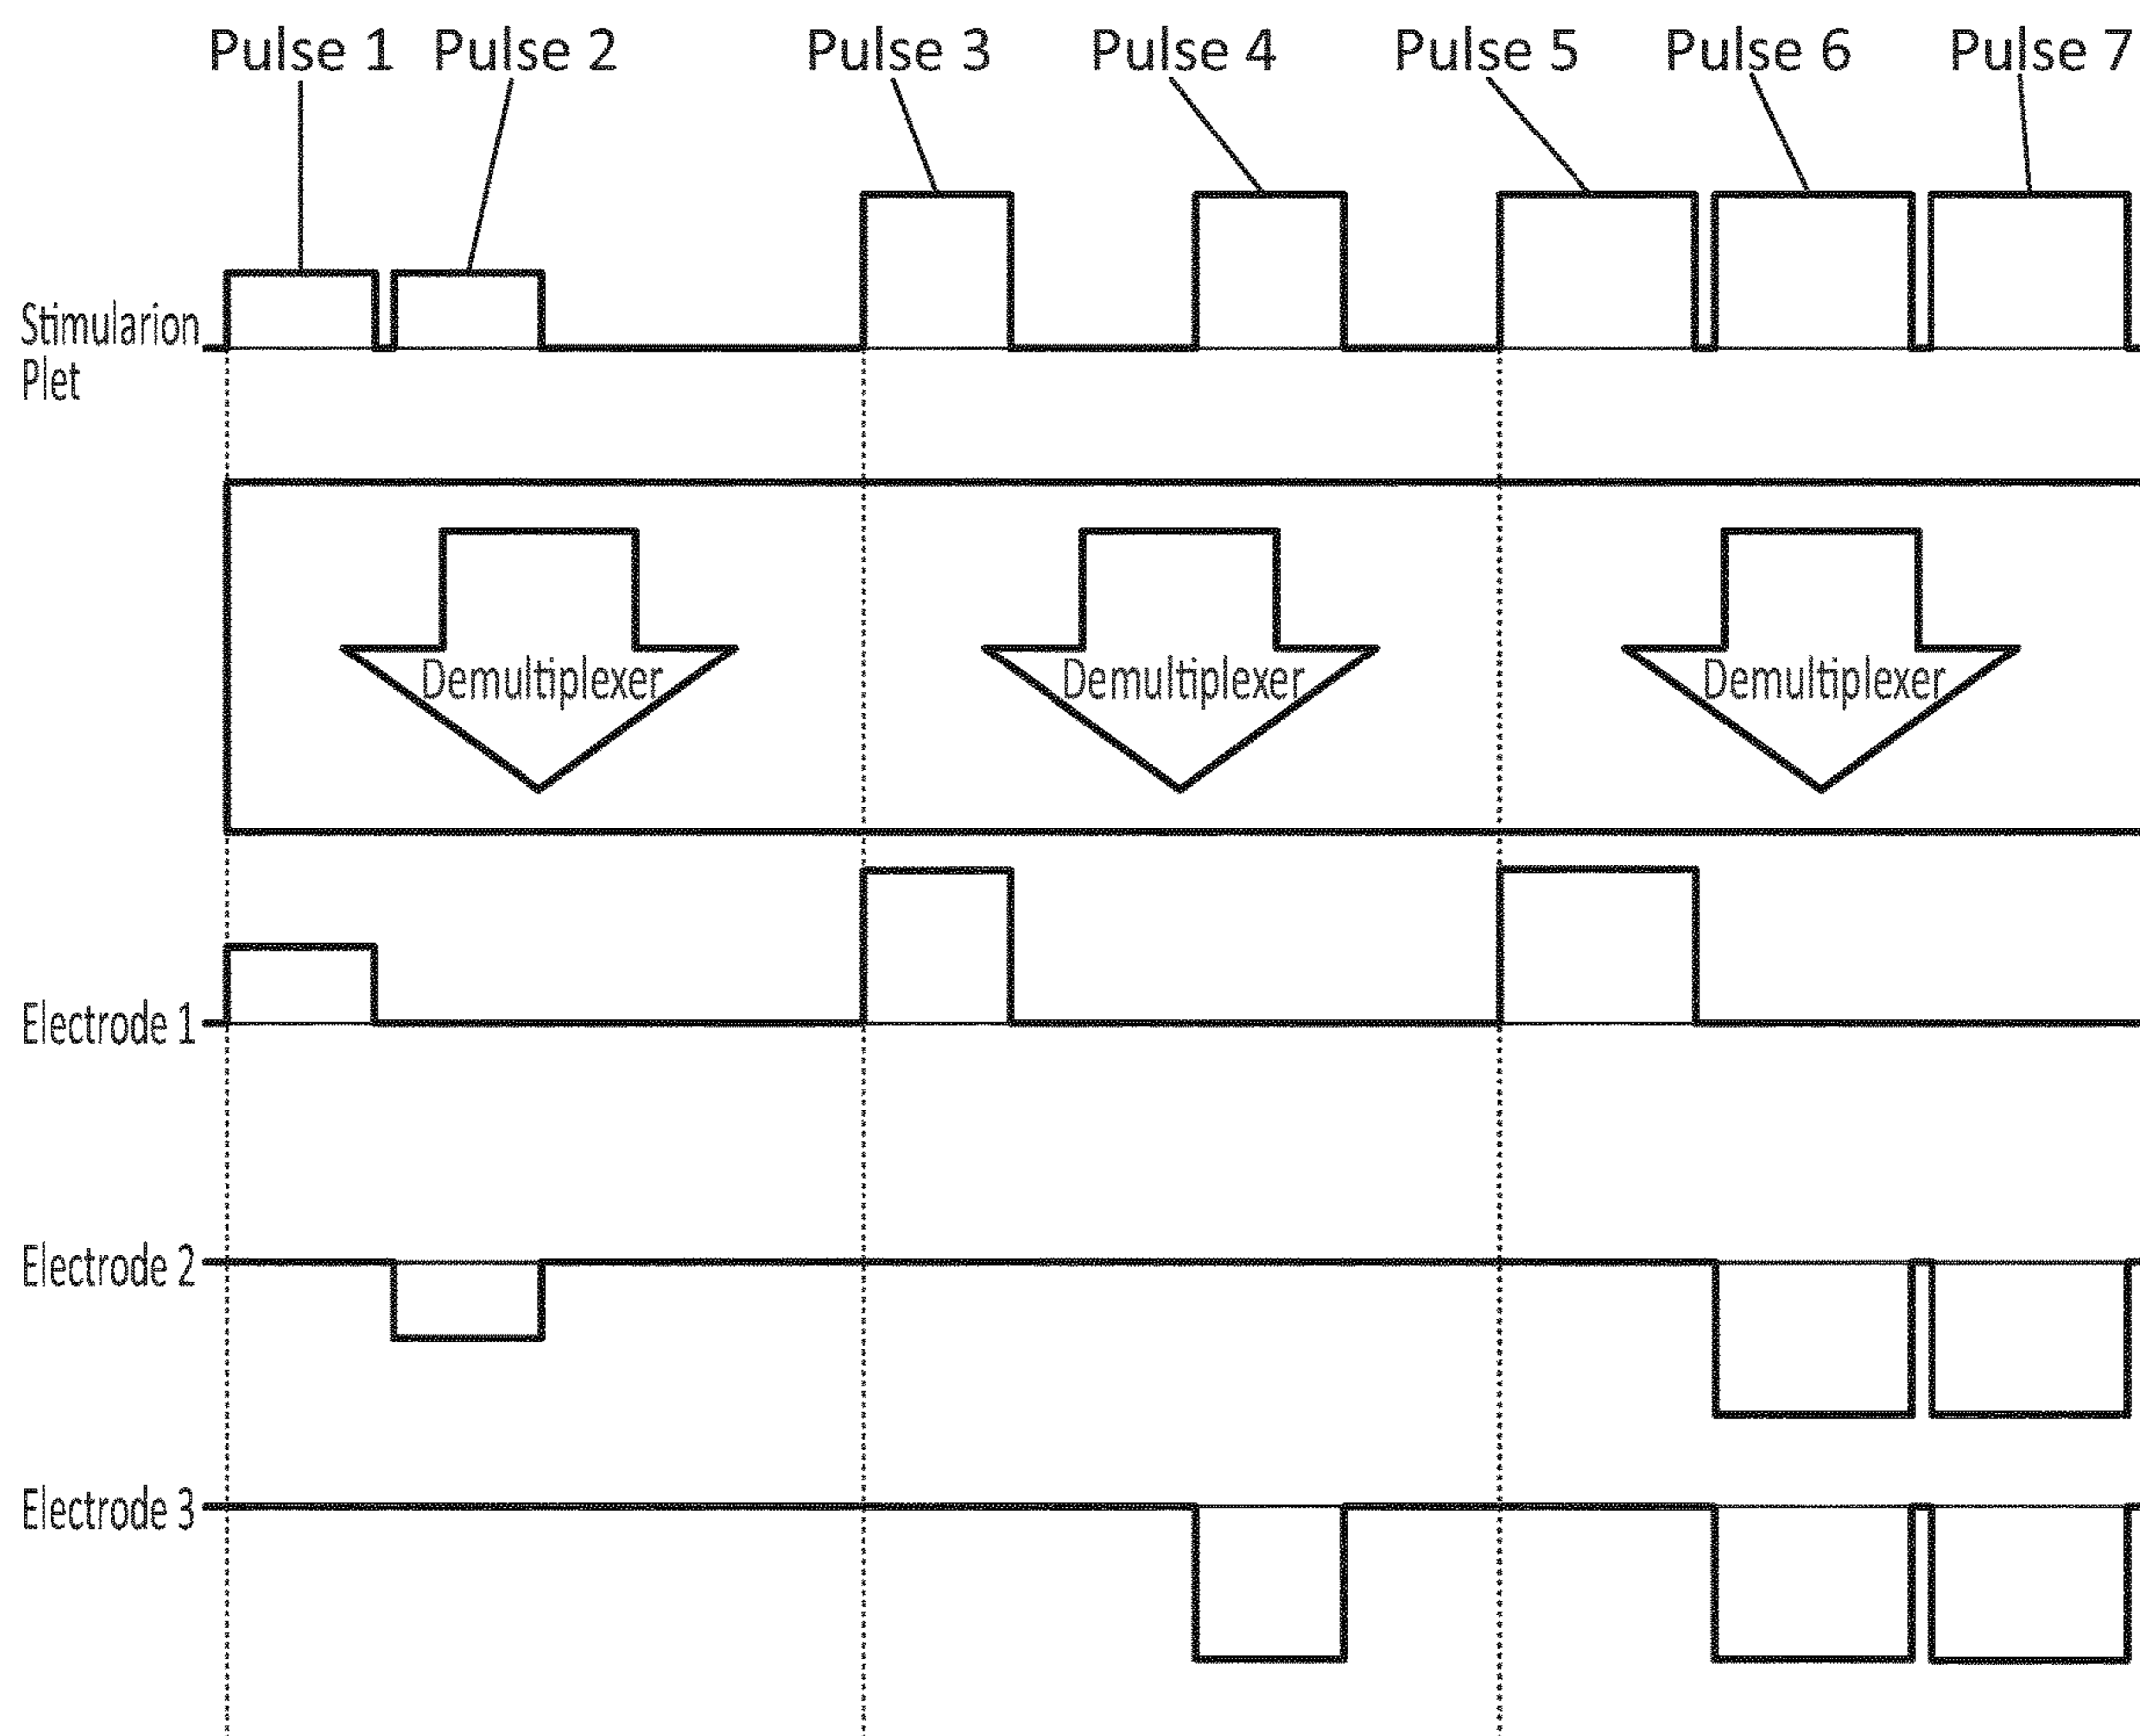 Pulse 1 Pulse 2 Pulse 3 Pulse 4 Pulse 5 Pulse 6 Pulse 7
Stimularion
Plet
Demultiplexer Demultiplexer Demultiplexer
Electrode 1
Electrode 2
Electrode 3